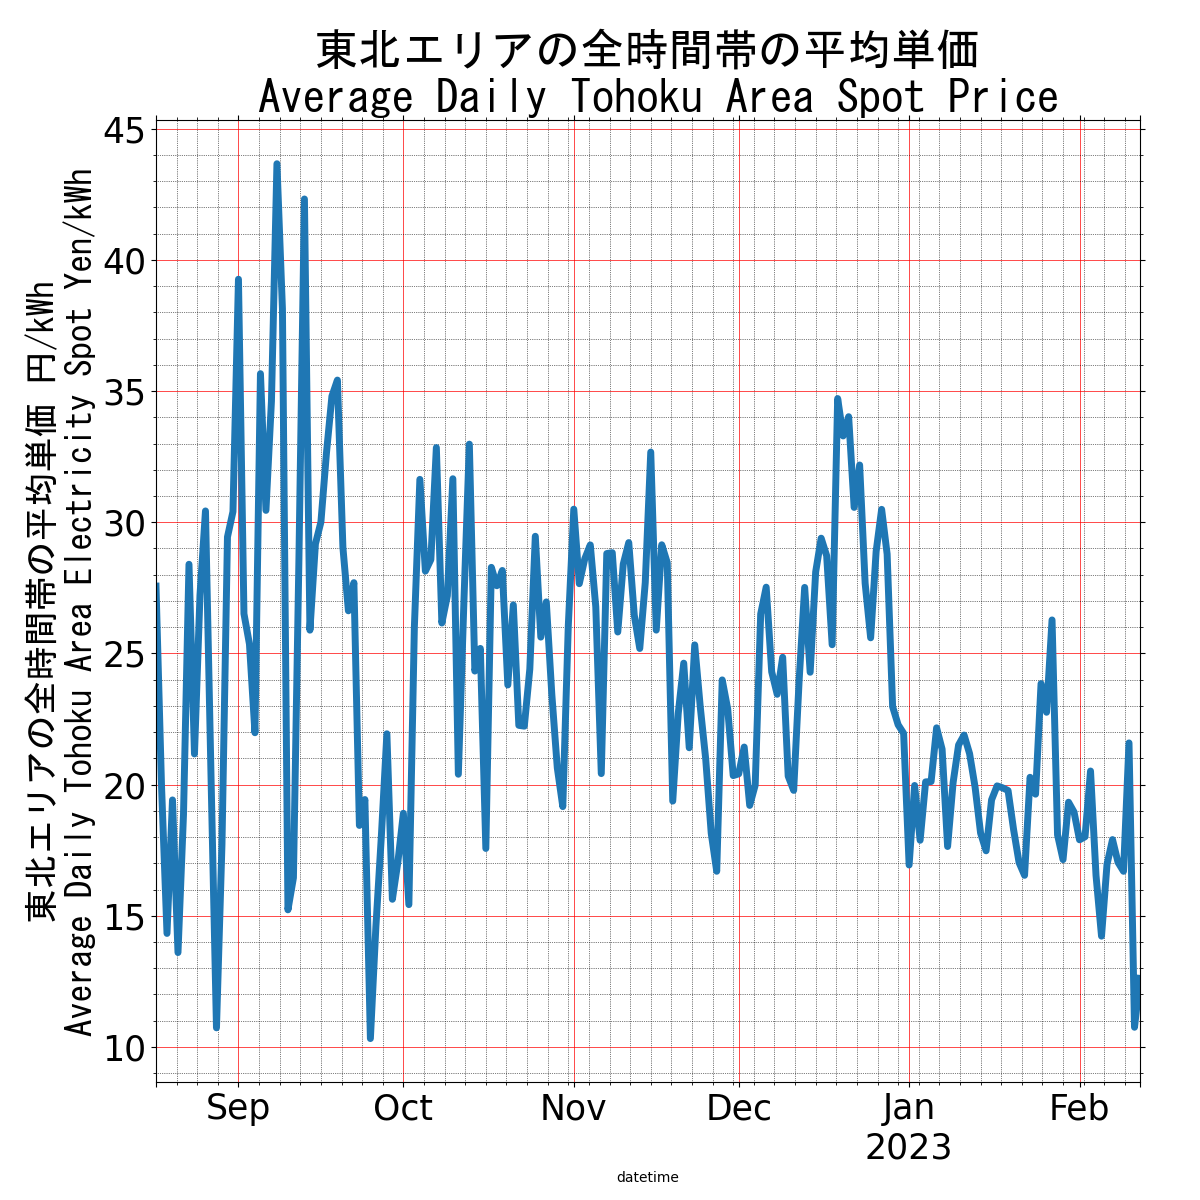 東北エリアの全時間帯の平均単価
Average Daily Tohoku Area Spot Price
東北エリアの全時間帯の平均単価 円/kWh
Average Daily Tohoku Area Electricity Spot Yen/kWh
45
40
35
30
25
20
15
10
Sep Oct Nov Dec Jan Feb
2023
datetime